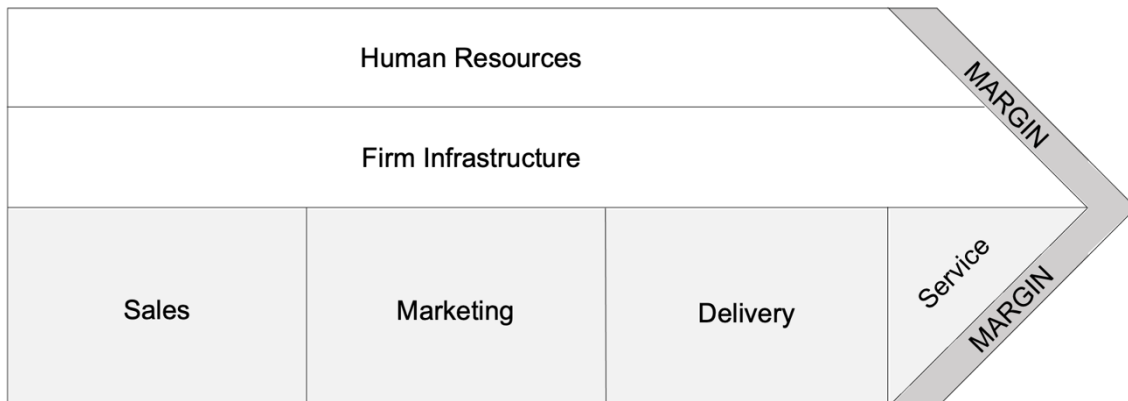 Human Resources
MARGIN
Firm Infrastructure
Sales
Marketing
Delivery
Service
MARGIN